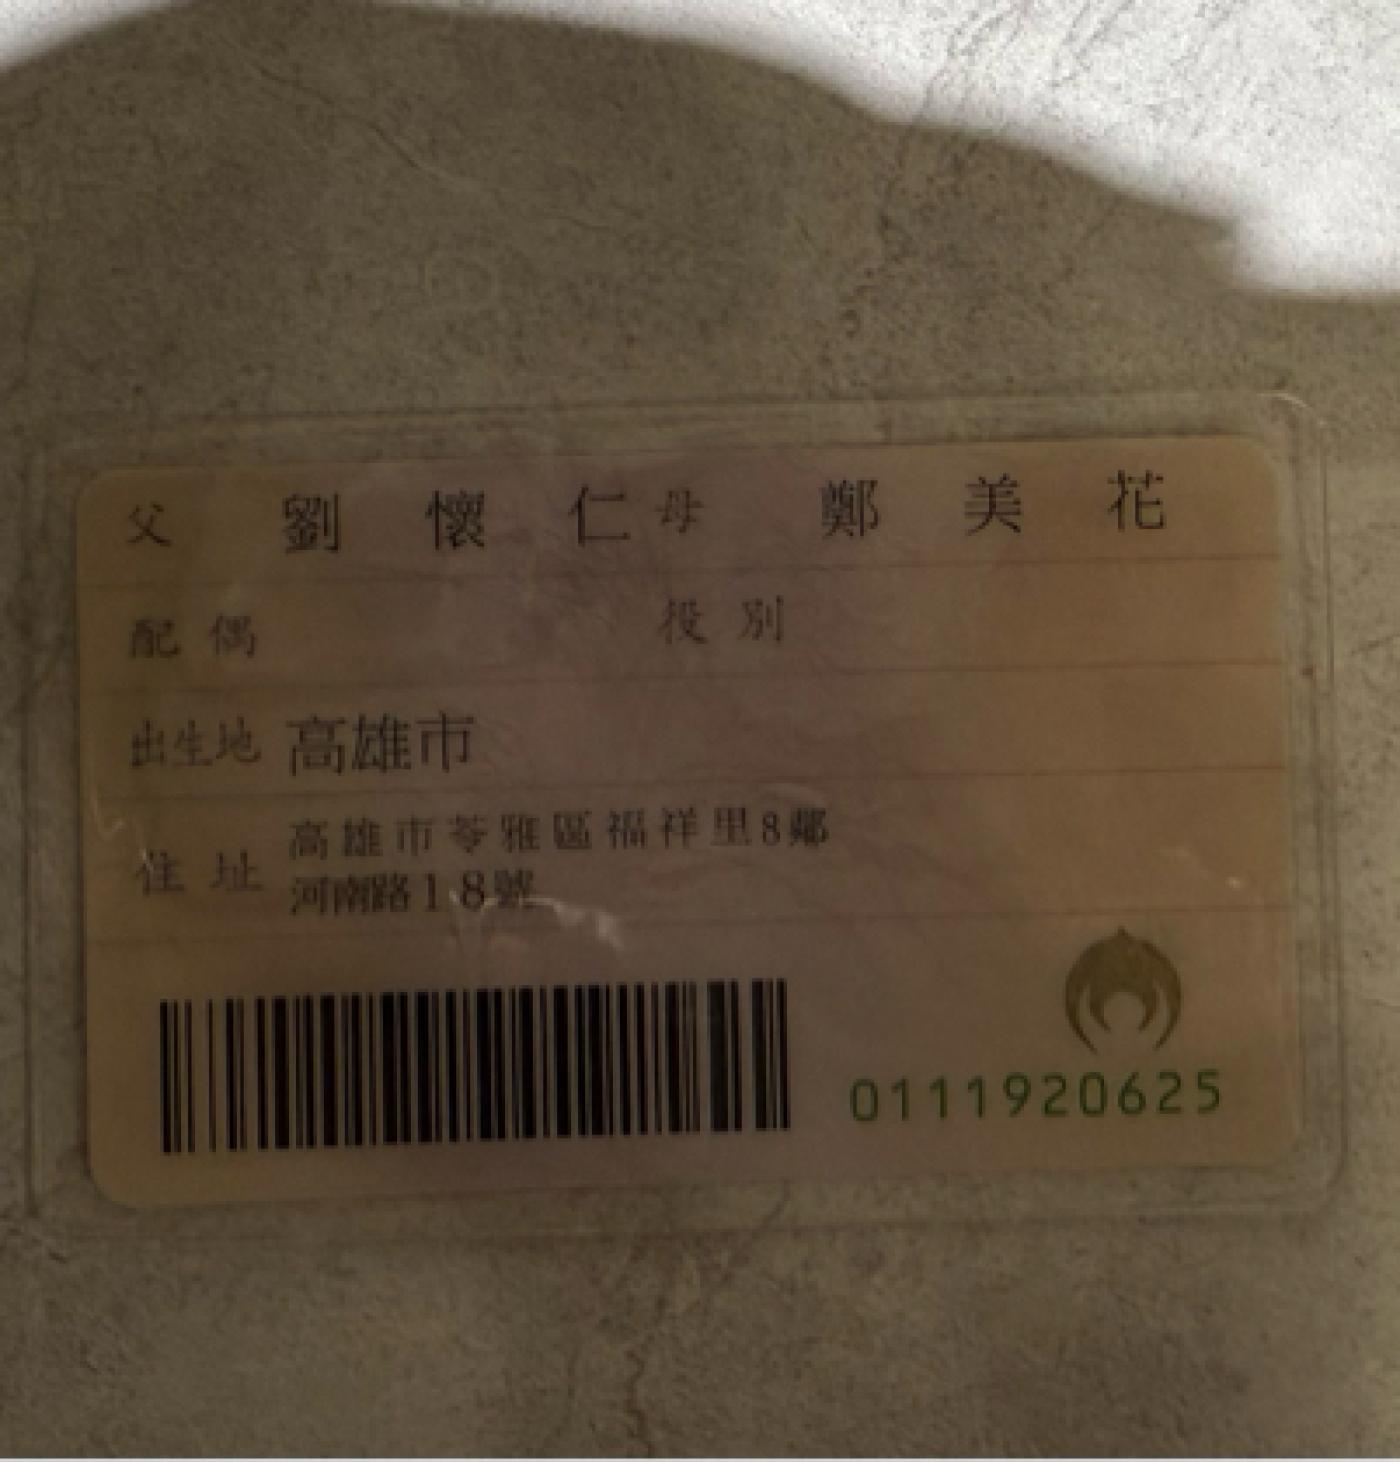 父 劉懷仁 母 鄭美花
配偶 役別
出生地 高雄市
住址 高雄市苓雅區福祥里8鄰
河南路18號
0111920625